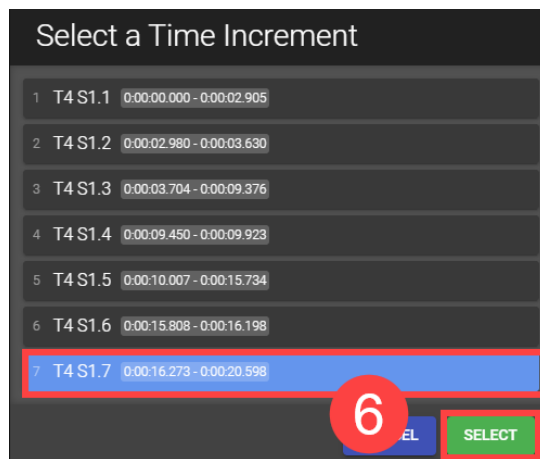 Select a Time Increment
1 T4 S1.1 0:00:00.000 - 0:00:02.905
2 T4 S1.2 0:00:02.980 - 0:00:03.630
3 T4 S1.3 0:00:03.704 - 0:00:09.376
4 T4 S1.4 0:00:09.450 - 0:00:09.923
5 T4 S1.5 0:00:10.007 - 0:00:15.734
6 T4 S1.6 0:00:15.808 - 0:00:16.198
7 T4 S1.7 0:00:16.273 - 0:00:20.598
6 EL SELECT